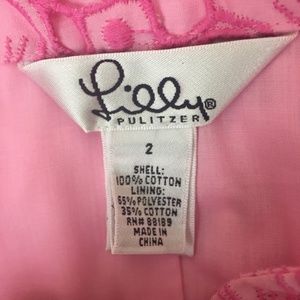 Lilly®
PULITZER
2
SHELL:
100% COTTON
LINING:
65% POLYESTER
35% COTTON
RN# 88189
MADE IN
CHINA